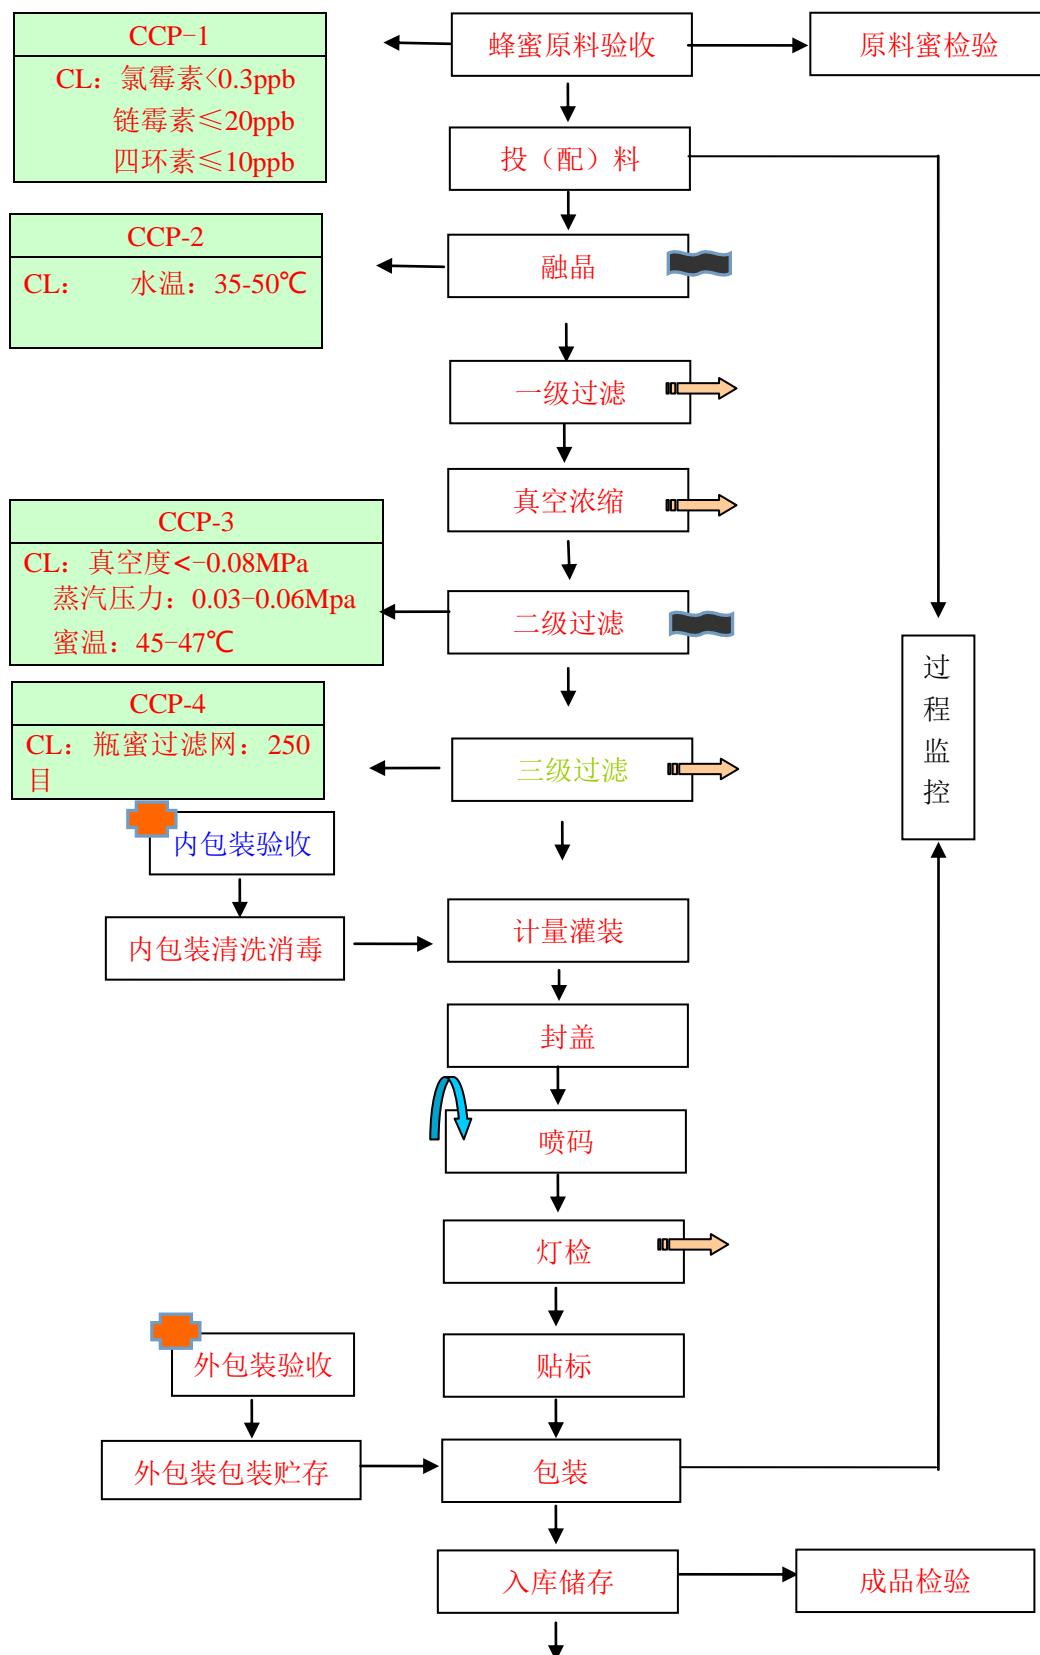 CCP-1
CL：氯霉素<0.3ppb
链霉素≤20ppb
四环素≤10ppb
蜂蜜原料验收
原料蜜检验
投（配）料
CCP-2
CL：　水温：35-50℃
融晶
一级过滤
真空浓缩
CCP-3
CL：真空度<-0.08MPa
蒸汽压力：0.03-0.06Mpa
蜜温：45-47℃
二级过滤
过
程
监
控
CCP-4
CL：瓶蜜过滤网：250
目
三级过滤
内包装验收
内包装清洗消毒
计量灌装
封盖
喷码
灯检
外包装验收
贴标
外包装包装贮存
包装
入库储存
成品检验